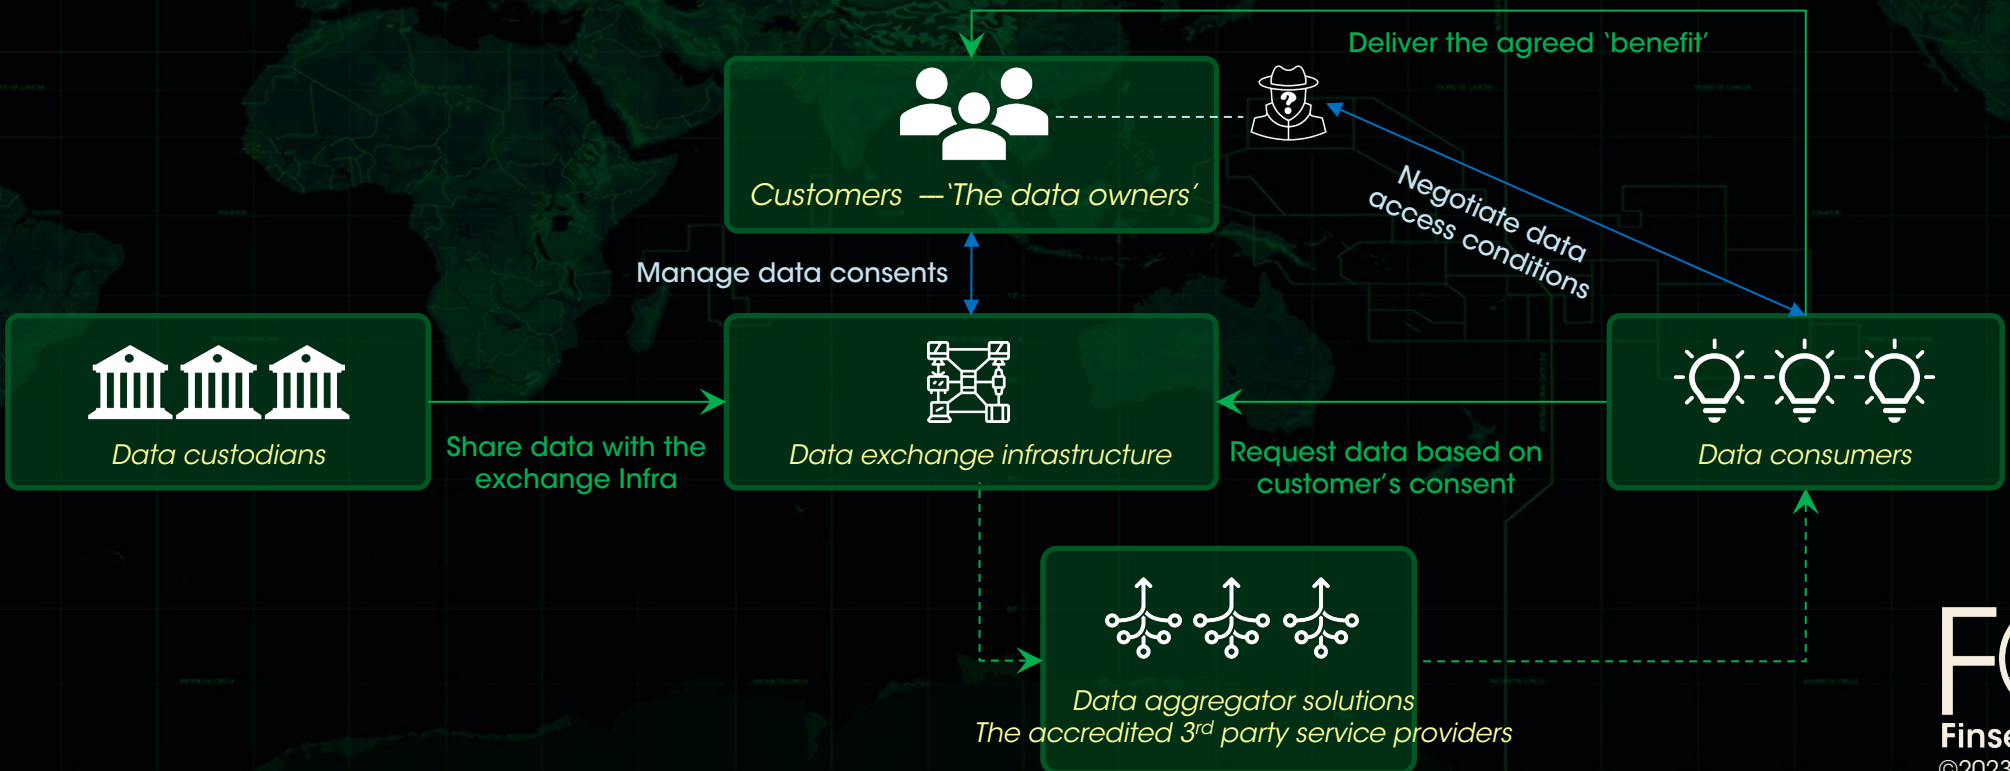 Deliver the agreed ‘benefit’
?
Customers —‘The data owners’
Negotiate data
access conditions
Manage data consents
Data custodians
Share data with the
exchange Infra
Data exchange infrastructure
Request data based on
customer’s consent
Data consumers
Data aggregator solutions
The accredited 3rd party service providers
Finse
©2023